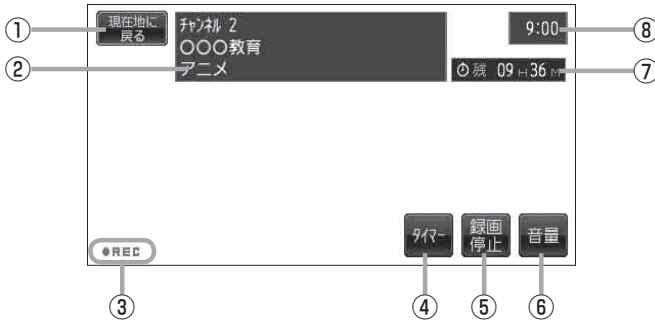 ①
現在地に
戻る
ﾁｬﾝﾈﾙ 2
〇〇〇教育
アニメ
②
9:00
⑧
残 09 H 36 M
⑦
●REC
ﾀｲﾏｰ
録画
停止
音量
③
④
⑤
⑥